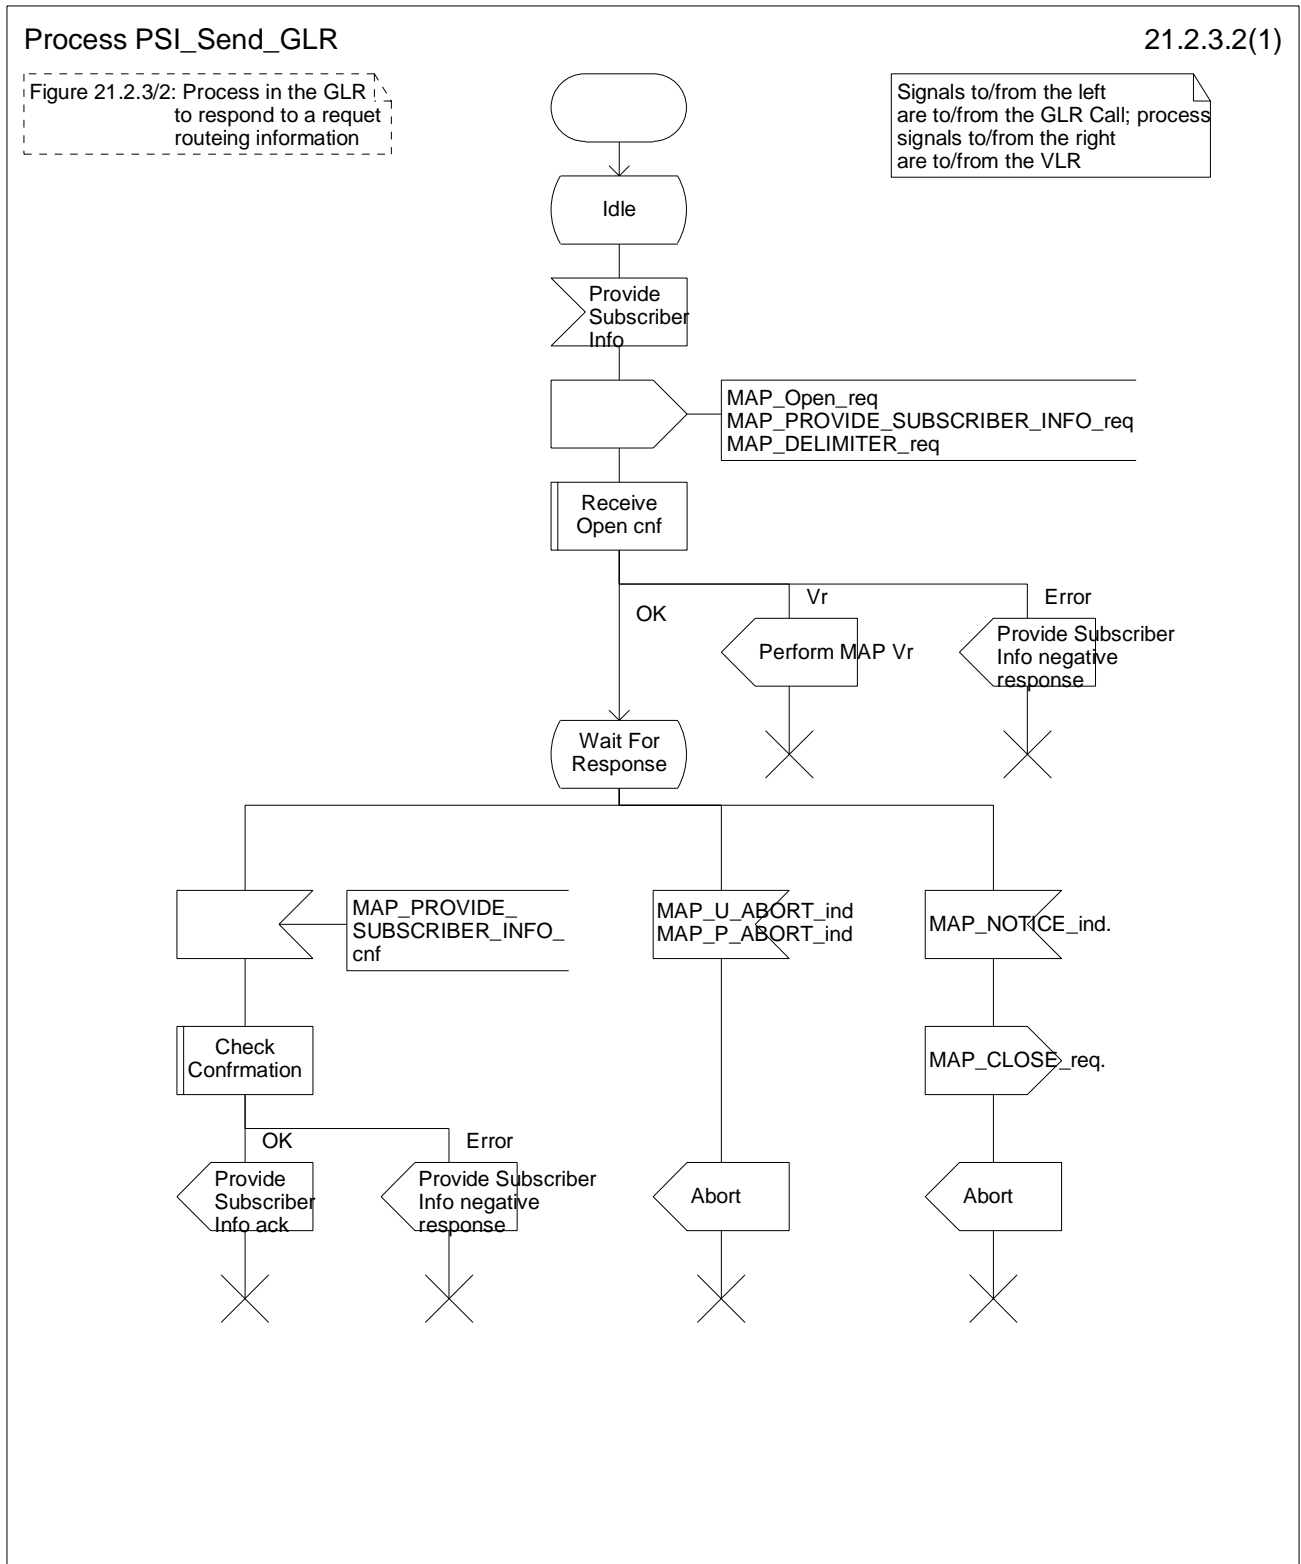 Process PSI_Send_GLR
21.2.3.2(1)
Figure 21.2.3/2: Process in the GLR
to respond to a requet
routeing information
Signals to/from the left
are to/from the GLR Call; process
signals to/from the right
are to/from the VLR
Idle
Provide
Subscriber
Info
MAP_Open_req
MAP_PROVIDE_SUBSCRIBER_INFO_req
MAP_DELIMITER_req
Receive
Open cnf
OK
Vr
Error
Perform MAP Vr
Provide Subscriber
Info negative
response
Wait For
Response
MAP_PROVIDE_
SUBSCRIBER_INFO_
cnf
MAP_U_ABORT_ind
MAP_P_ABORT_ind
MAP_NOTICE_ind.
Check
Confrmation
MAP_CLOSE_req.
OK
Error
Provide
Subscriber
Info ack
Provide Subscriber
Info negative
response
Abort
Abort